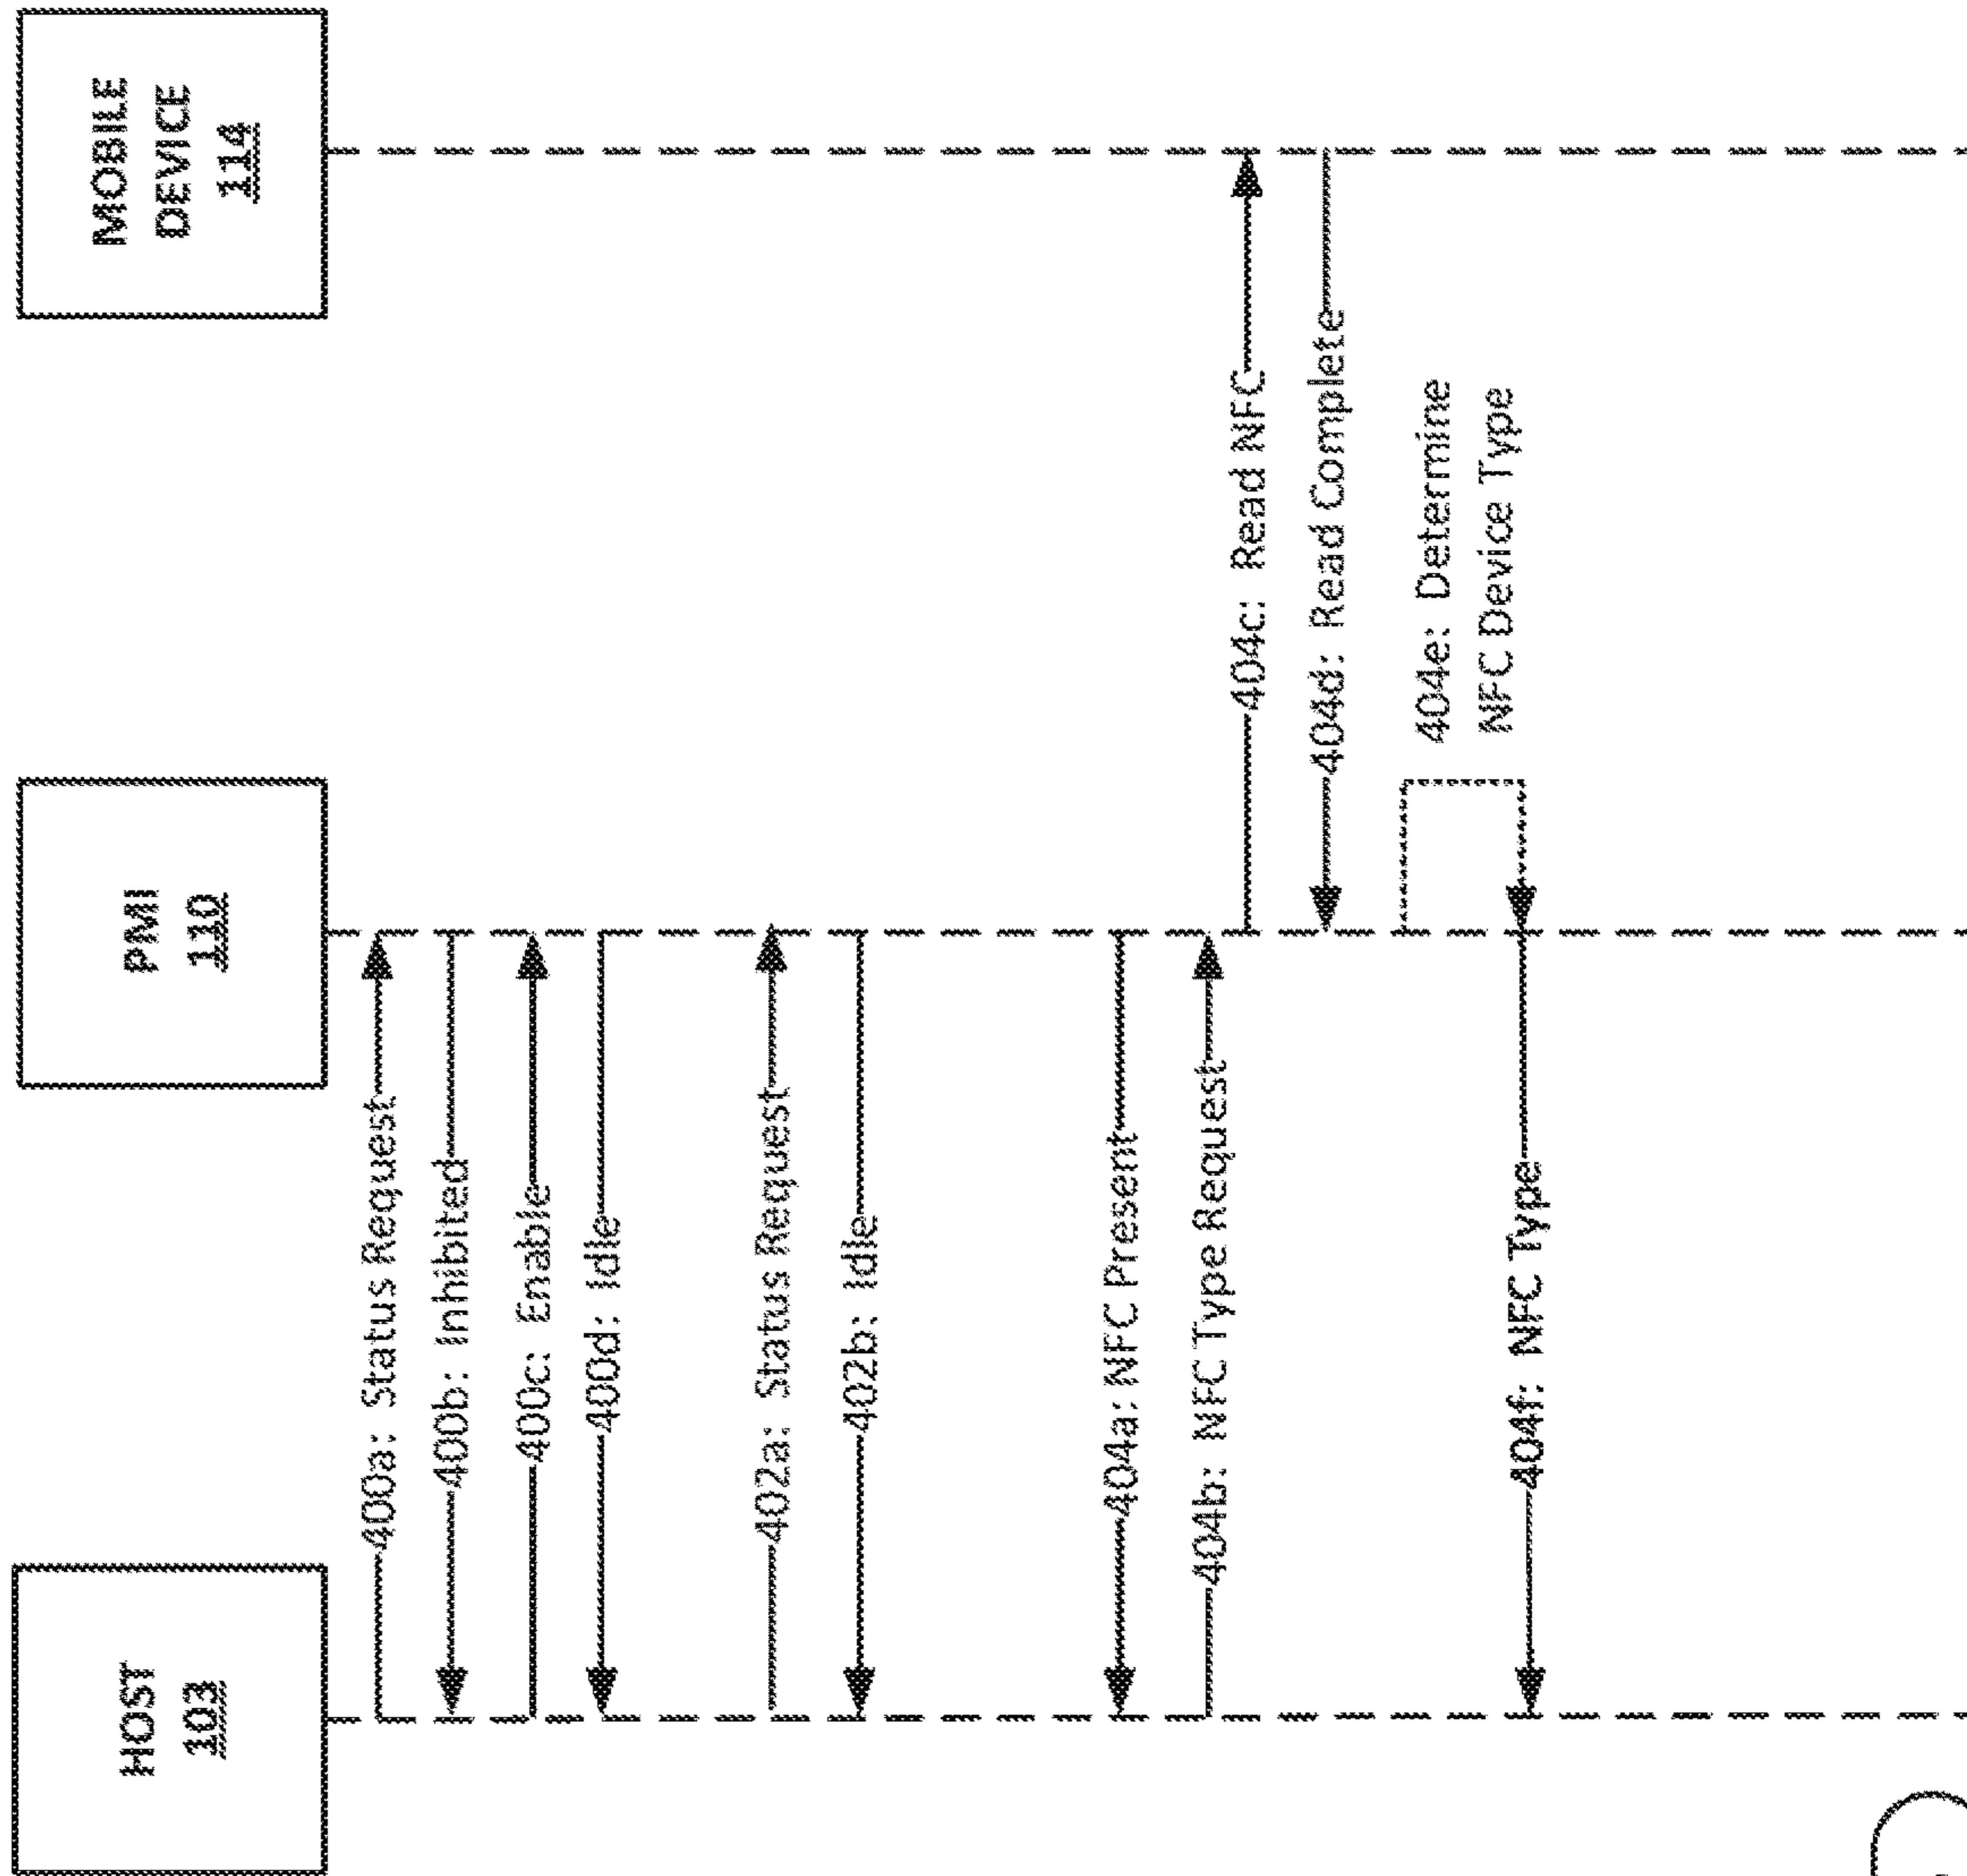 HOST
103
PMI
110
MOBILE
DEVICE
114
400a: Status Request
400b: Inhibited
400c: Enable
400d: Idle
402a: Status Request
402b: Idle
404a: NFC Present
404b: NFC Type Request
404c: Read NFC
404d: Read Complete
404e: Determine
NFC Device Type
404f: NFC Type